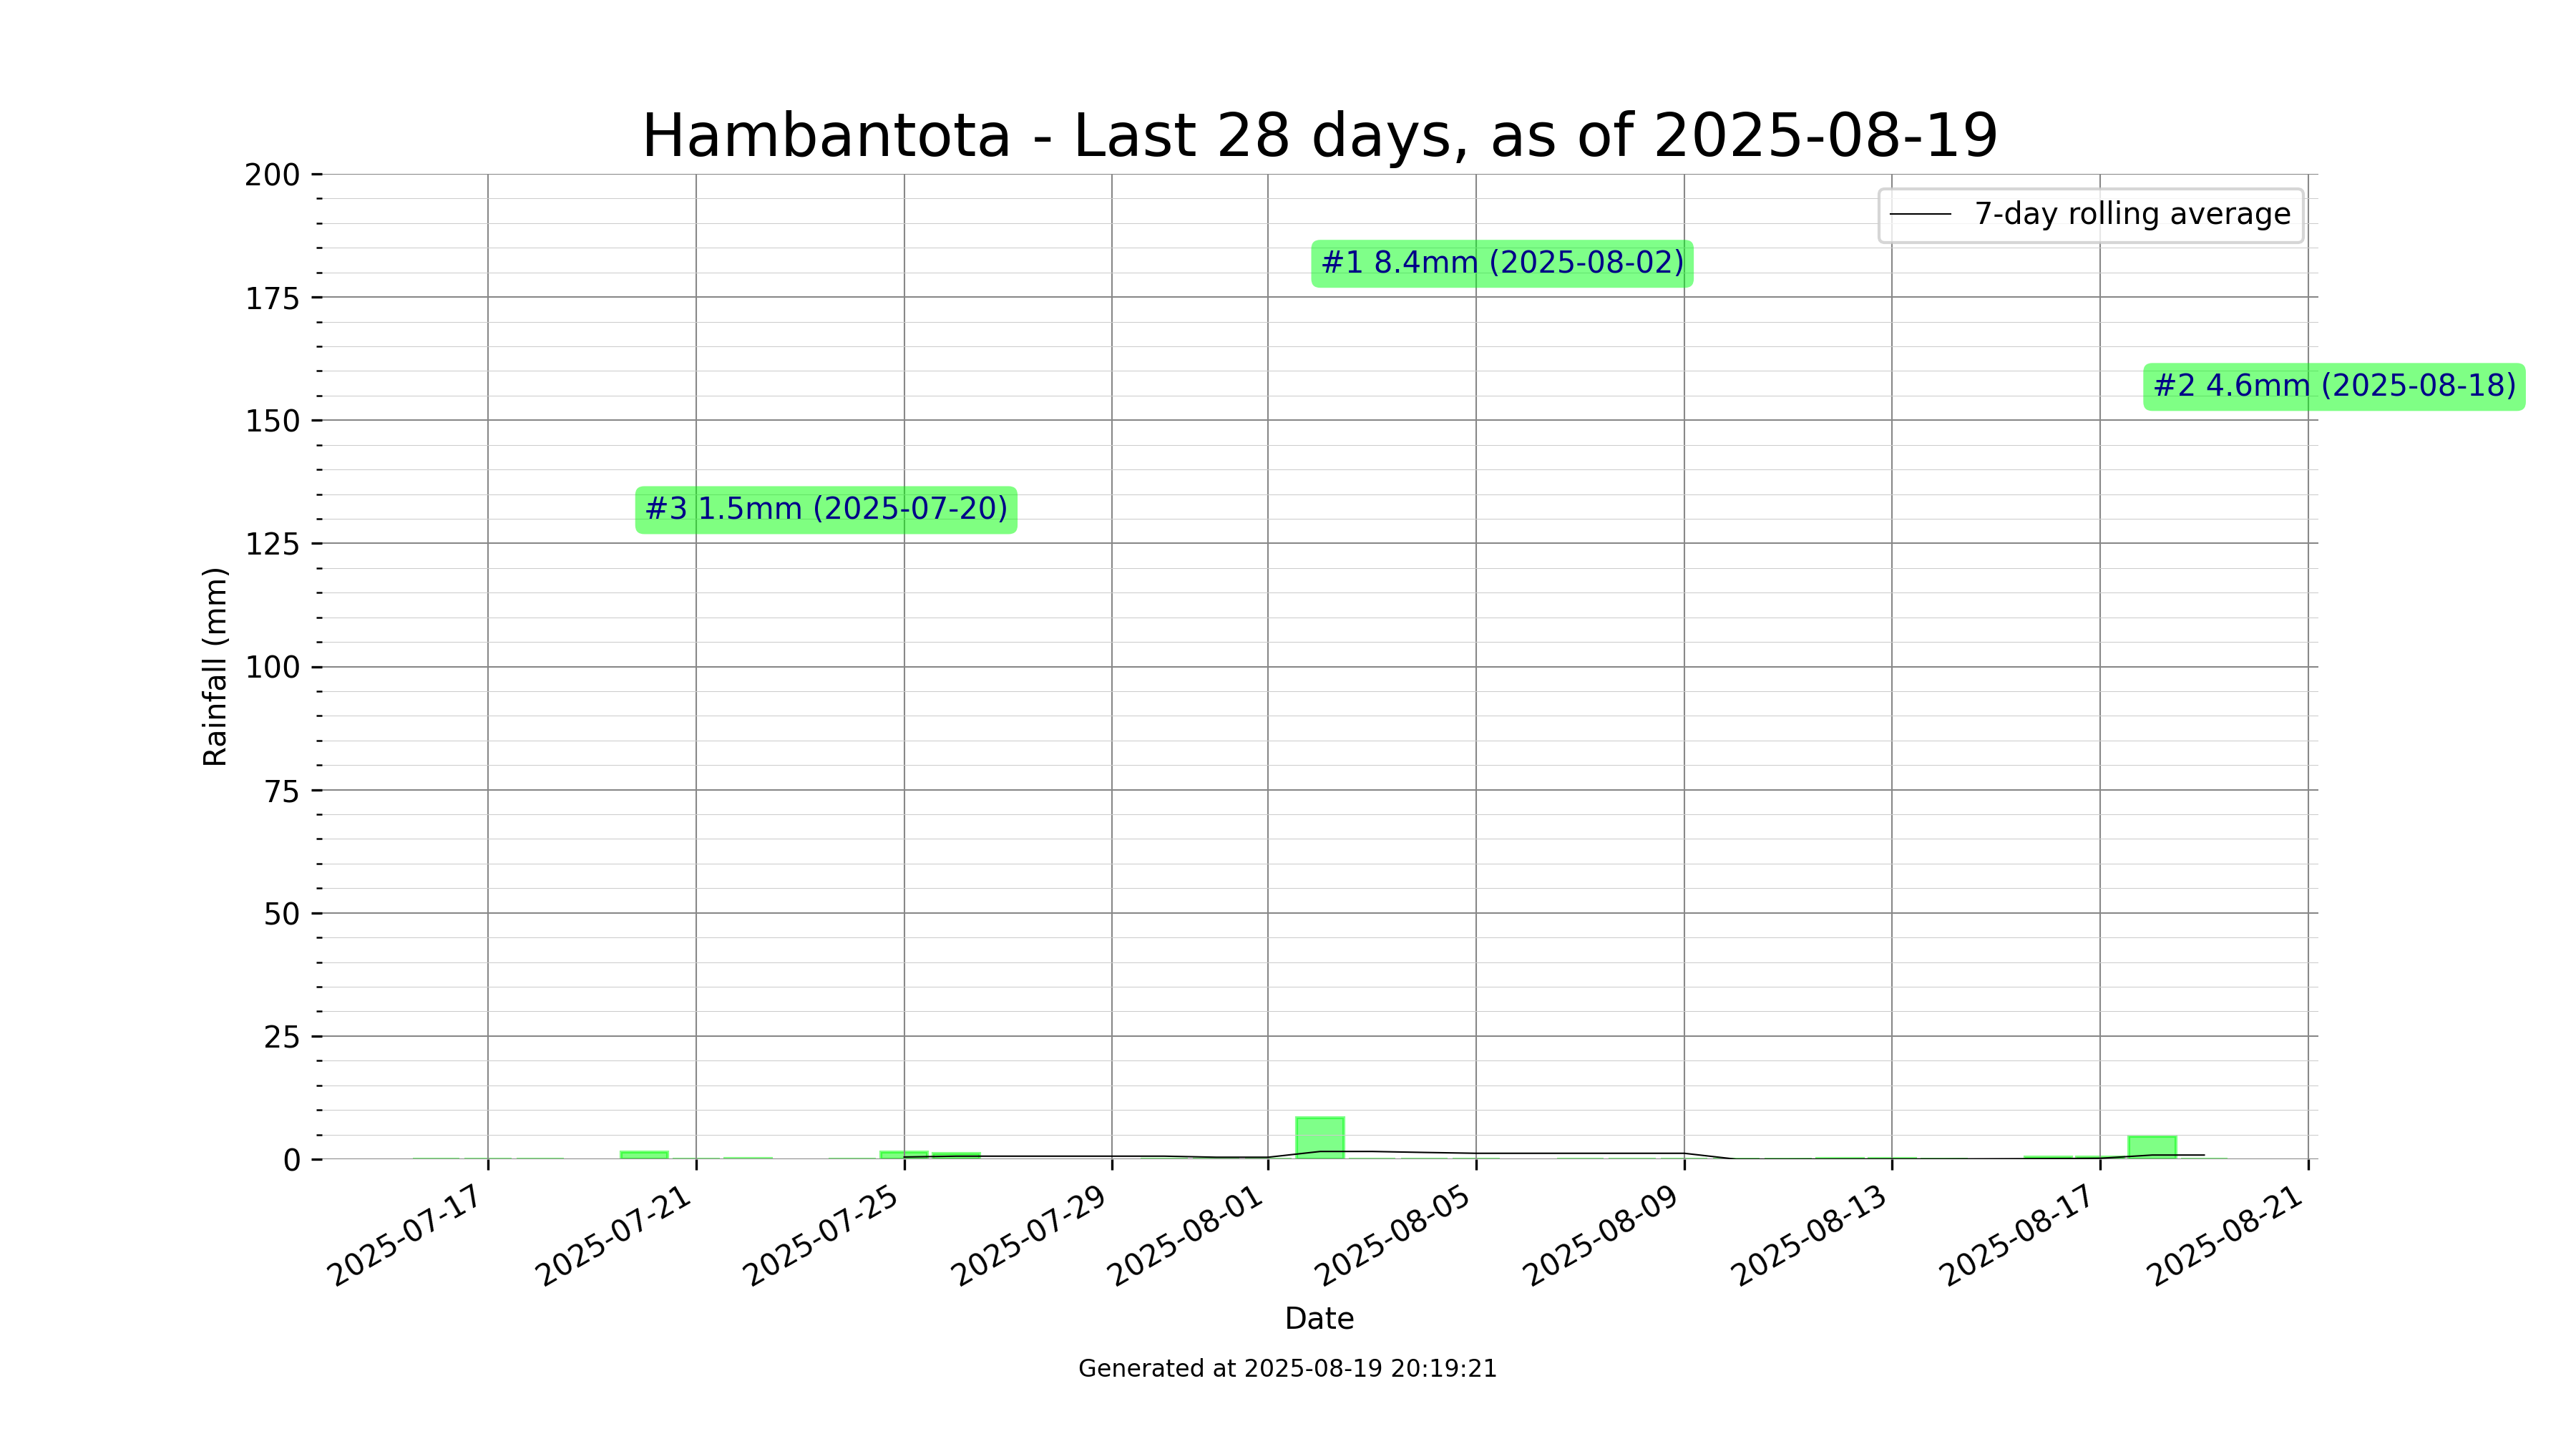 Hambantota - Last 28 days, as of 2025-08-19
7-day rolling average
#1 8.4mm (2025-08-02)
#2 4.6mm (2025-08-18)
#3 1.5mm (2025-07-20)
Rainfall (mm)
200
175
150
125
100
75
50
25
0
2025-07-17
2025-07-21
2025-07-25
2025-07-29
2025-08-01
2025-08-05
2025-08-09
2025-08-13
2025-08-17
2025-08-21
Date
Generated at 2025-08-19 20:19:21